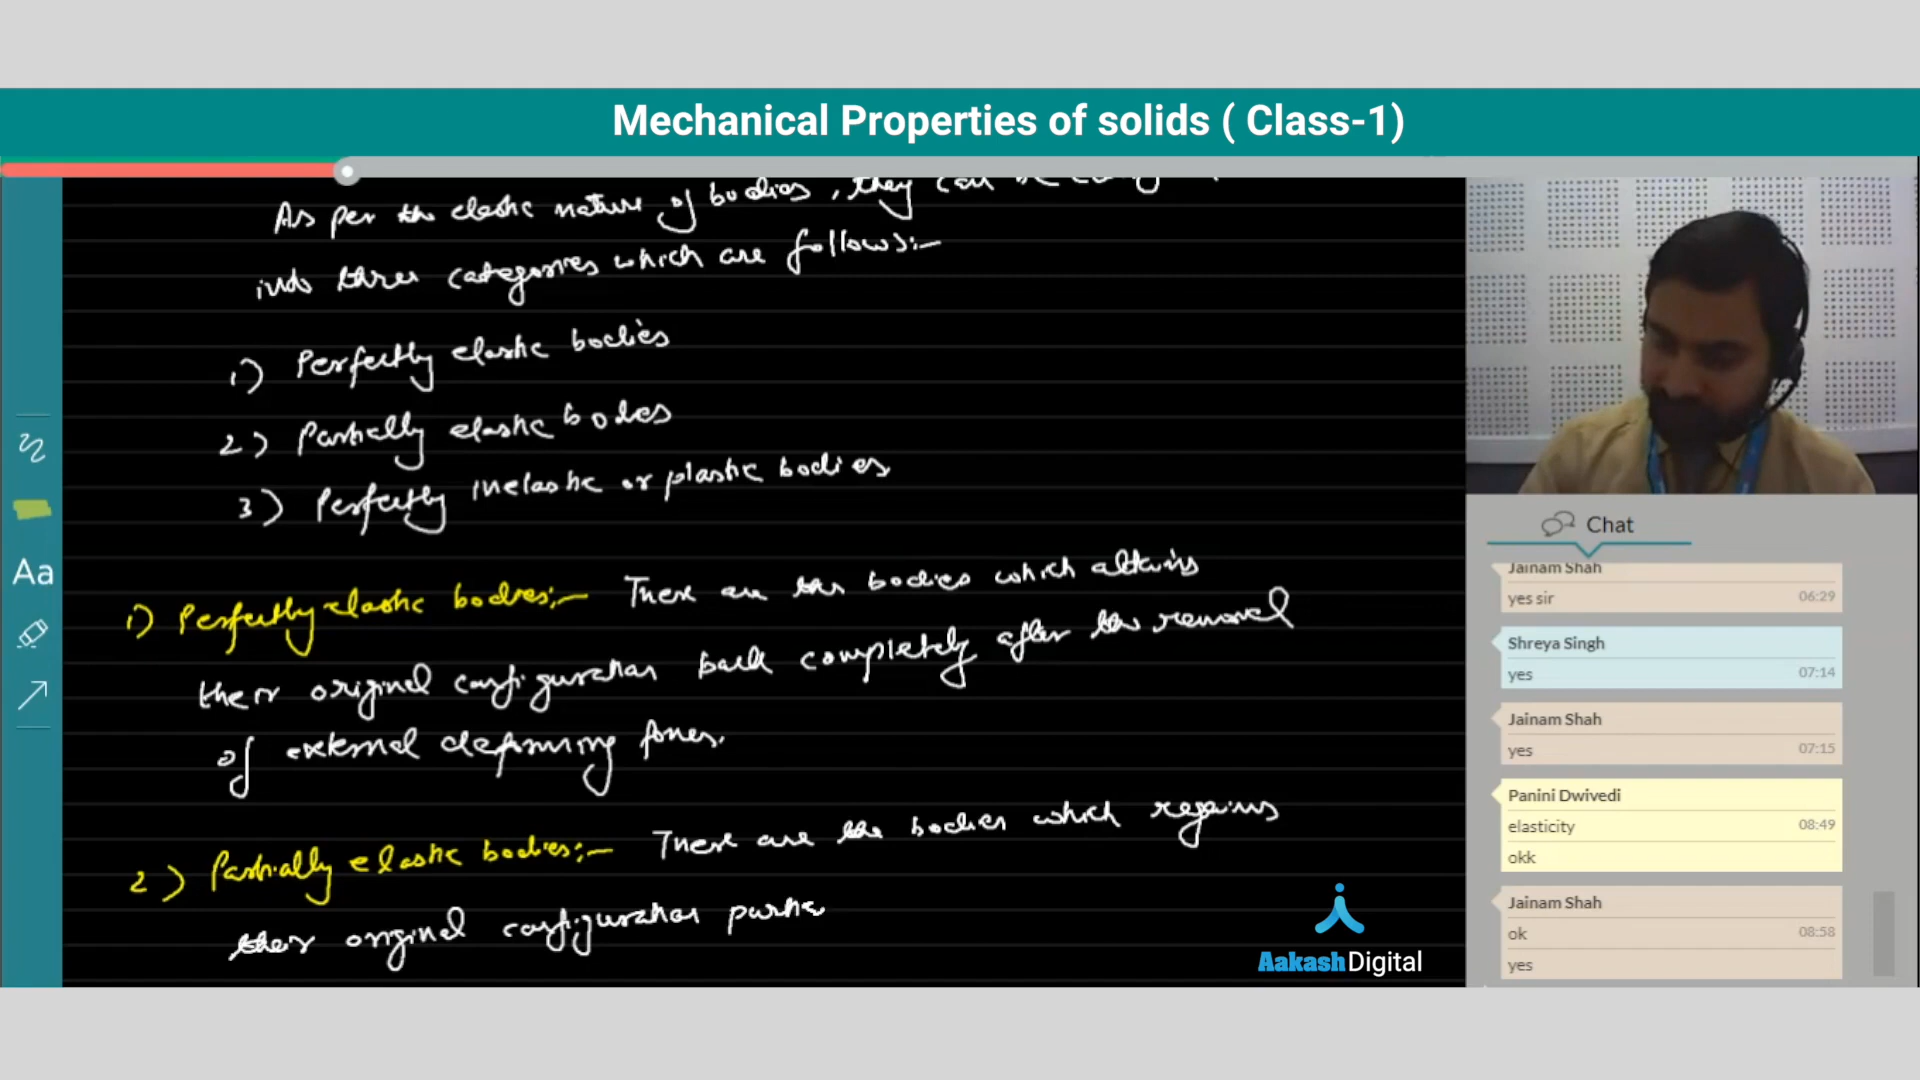 Mechanical Properties of solids ( Class-1)
As per the elastic nature of bodies, they can be
into three categories which are follows:-
1) Perfectly elastic bodies
2) Partially elastic bodies
3) Perfectly inelastic or plastic bodies
1) Perfectly elastic bodies:- These are the bodies which attains
their original configuration back completely after the removal
of external deforming forces.
2) Partially elastic bodies:- These are the bodies which regains
their original configuration
Aa
AakashDigital
Chat
Jainam Shah
yes sir 06:29
Shreya Singh
yes 07:14
Jainam Shah
yes 07:15
Panini Dwivedi
elasticity 08:49
okk
Jainam Shah
ok 08:58
yes